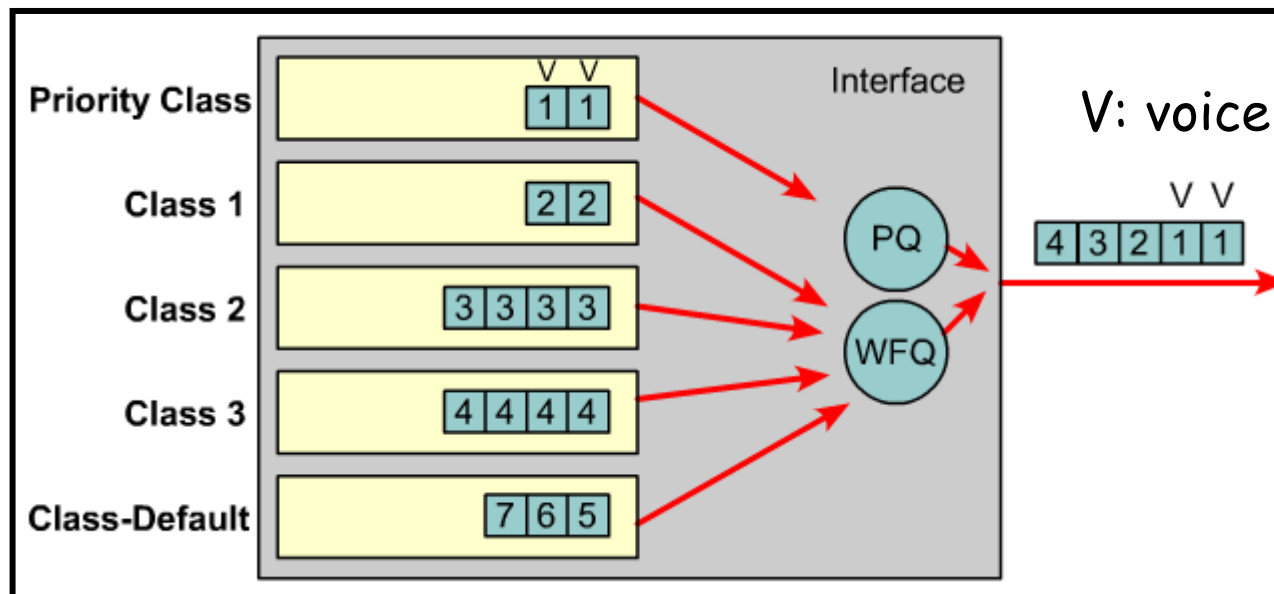 Priority Class
V V
1 1
Interface
V: voice
Class 1
2 2
V V
4 3 2 1 1
PQ
Class 2
3 3 3 3
WFQ
Class 3
4 4 4 4
Class-Default
7 6 5